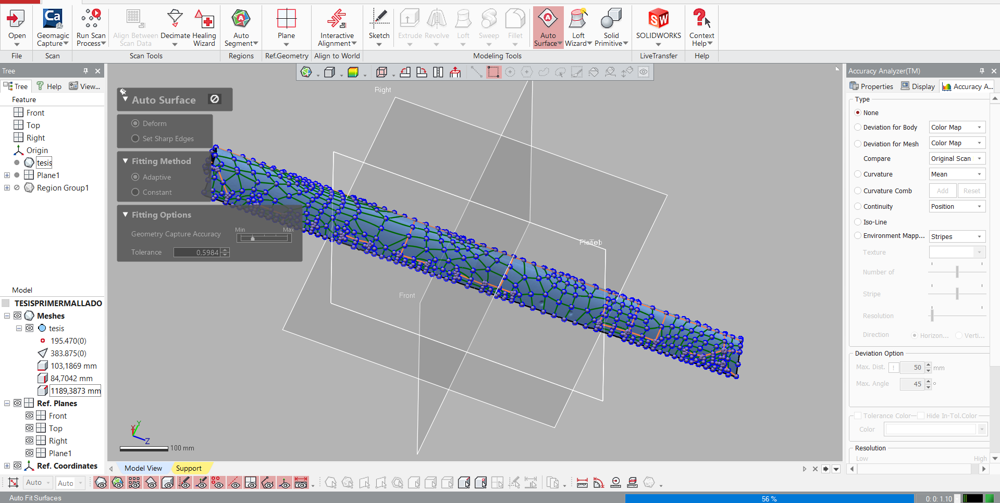 Open
Geomagic Capture
Run Scan Process
Align Between Scan Data
Decimate
Healing Wizard
Auto Segment
Plane
Interactive Alignment
Sketch
Extrude
Revolve
Loft
Sweep
Fillet
Auto Surface
Loft Wizard
Solid Primitive
SOLIDWORKS
Context Help
File
Scan
Scan Tools
Regions
Ref.Geometry
Align to World
Modeling Tools
LiveTransfer
Help
Tree
Tree
Help
View...
Feature
Front
Top
Right
Origin
tesis
Plane1
Region Group1
Model
TESISPRIMERMALLADO
Meshes
tesis
195.470(0)
383.875(0)
103,1869 mm
84,7042 mm
1189,3873 mm
Ref. Planes
Front
Top
Right
Plane1
Ref. Coordinates
Auto Surface
Deform
Set Sharp Edges
Fitting Method
Adaptive
Constant
Fitting Options
Geometry Capture Accuracy
Min
Max
Tolerance
0,5984
Right
Front
X
Y
Z
100 mm
Model View
Support
Accuracy Analyzer(TM)
Properties
Display
Accuracy A...
Type
None
Deviation for Body
Color Map
Deviation for Mesh
Color Map
Compare
Original Scan
Curvature
Mean
Curvature Comb
Add
Reset
Continuity
Position
Iso-Line
Environment Mapp...
Stripes
Texture
Number of
Stripe
Resolution
Direction
Horizon...
Verti...
Deviation Option
Max. Dist.
!
50
mm
Max. Angle
45
°
Tolerance Color
Hide In-Tol.Color
Color
Resolution
Low
High
Auto
Auto
Auto Fit Surfaces
56 %
0: 0: 1.10